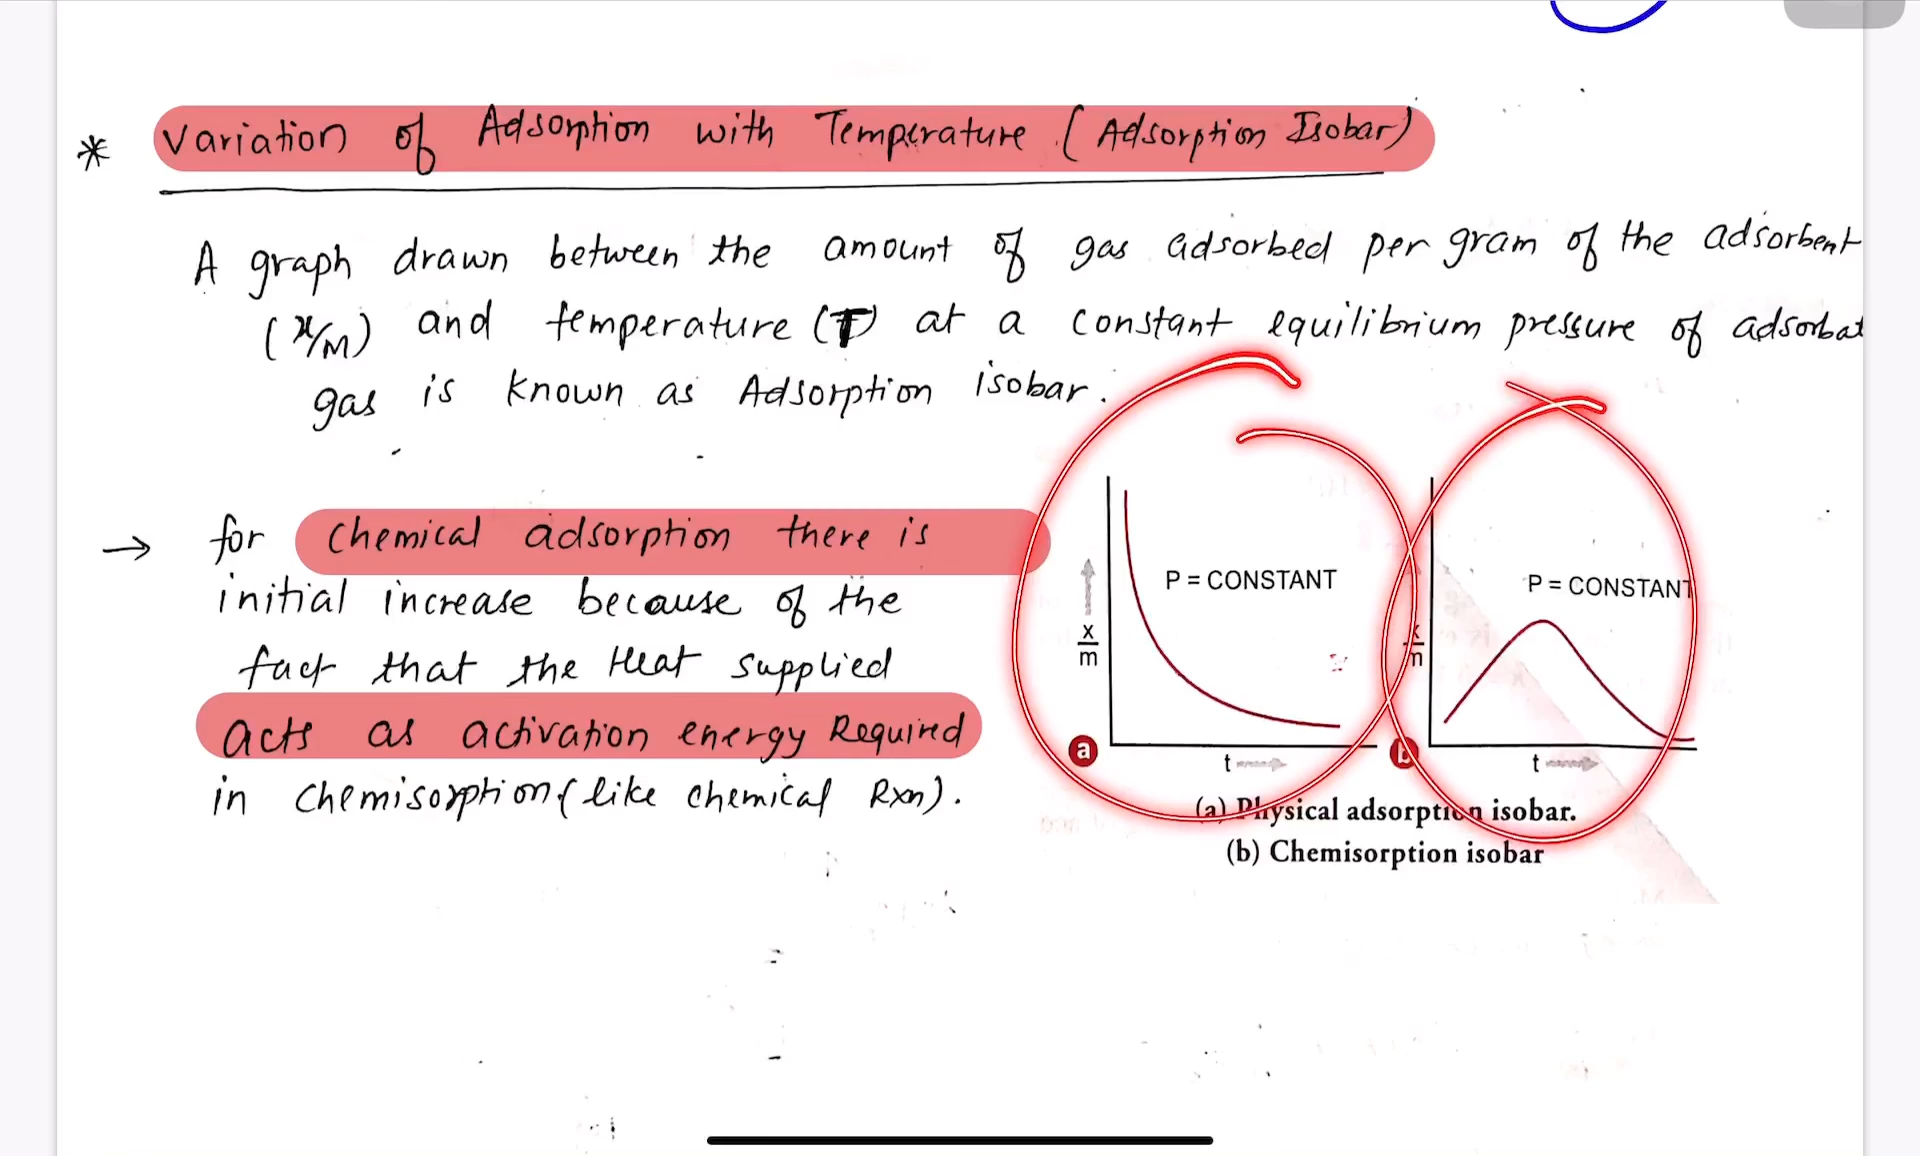 * Variation of Adsorption with Temperature (Adsorption Isobar)
A graph drawn between the amount of gas adsorbed per gram of the adsorbent
(x/M) and temperature (T) at a constant equilibrium pressure of adsorbat
gas is known as Adsorption isobar.
→ for chemical adsorption there is
initial increase because of the
fact that the Heat supplied
acts as activation energy Required
in chemisorption (like chemical Rxn).
P = CONSTANT
x
m
a
t
P = CONSTANT
x
m
b
t
(a) Physical adsorption isobar.
(b) Chemisorption isobar